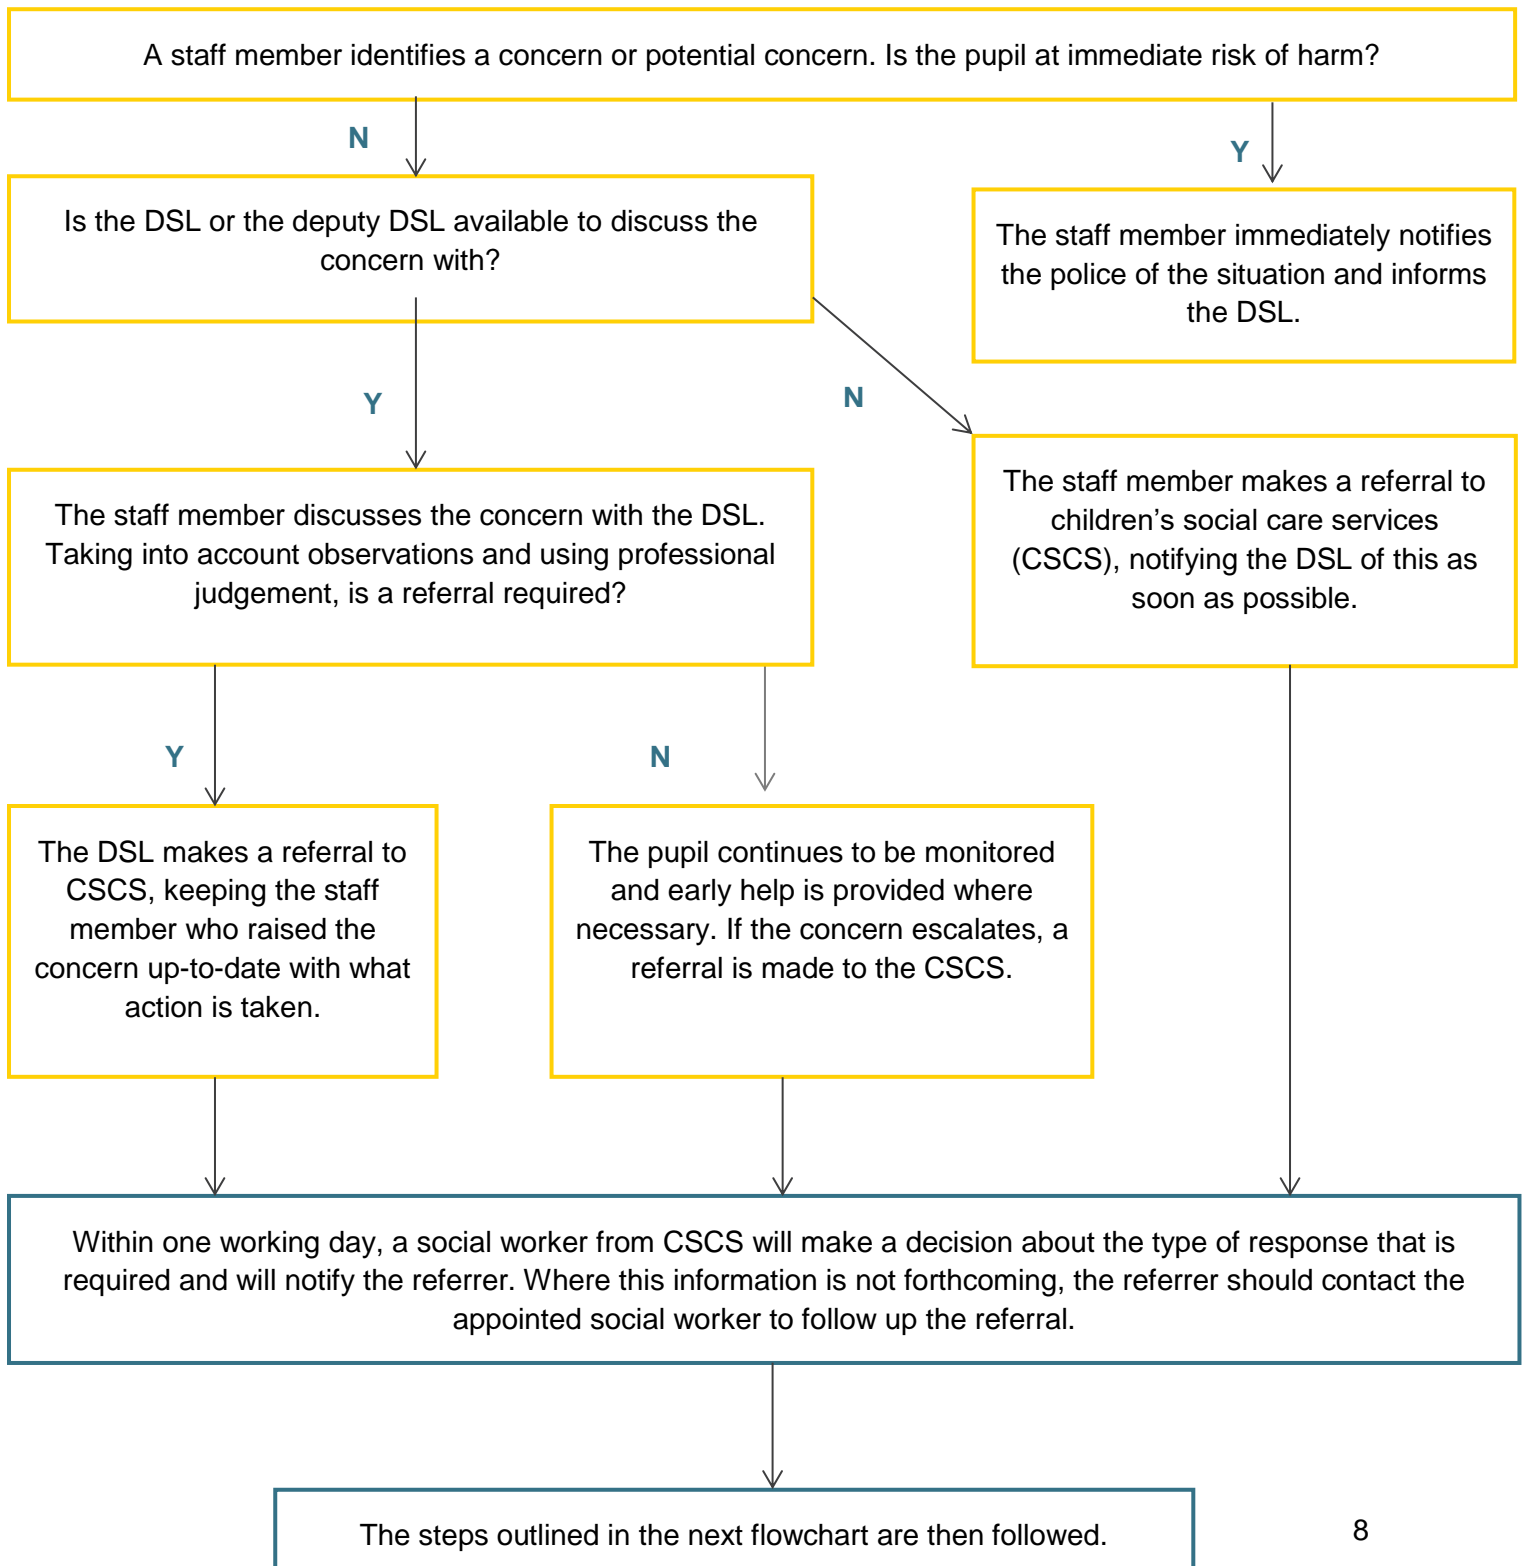 A staff member identifies a concern or potential concern. Is the pupil at immediate risk of harm?
N
Y
Is the DSL or the deputy DSL available to discuss the
concern with?
The staff member immediately notifies
the police of the situation and informs
the DSL.
Y
N
The staff member discusses the concern with the DSL.
Taking into account observations and using professional
judgement, is a referral required?
The staff member makes a referral to
children’s social care services
(CSCS), notifying the DSL of this as
soon as possible.
Y
N
The DSL makes a referral to
CSCS, keeping the staff
member who raised the
concern up-to-date with what
action is taken.
The pupil continues to be monitored
and early help is provided where
necessary. If the concern escalates, a
referral is made to the CSCS.
Within one working day, a social worker from CSCS will make a decision about the type of response that is
required and will notify the referrer. Where this information is not forthcoming, the referrer should contact the
appointed social worker to follow up the referral.
The steps outlined in the next flowchart are then followed.
8